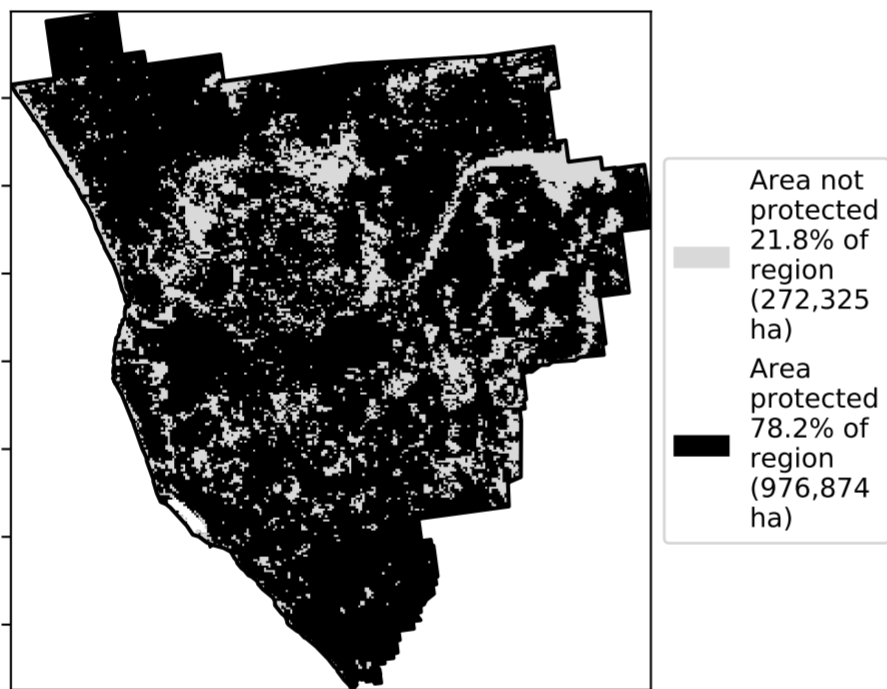 Area not
protected
21.8% of
region
(272,325
ha)
Area
protected
78.2% of
region
(976,874
ha)